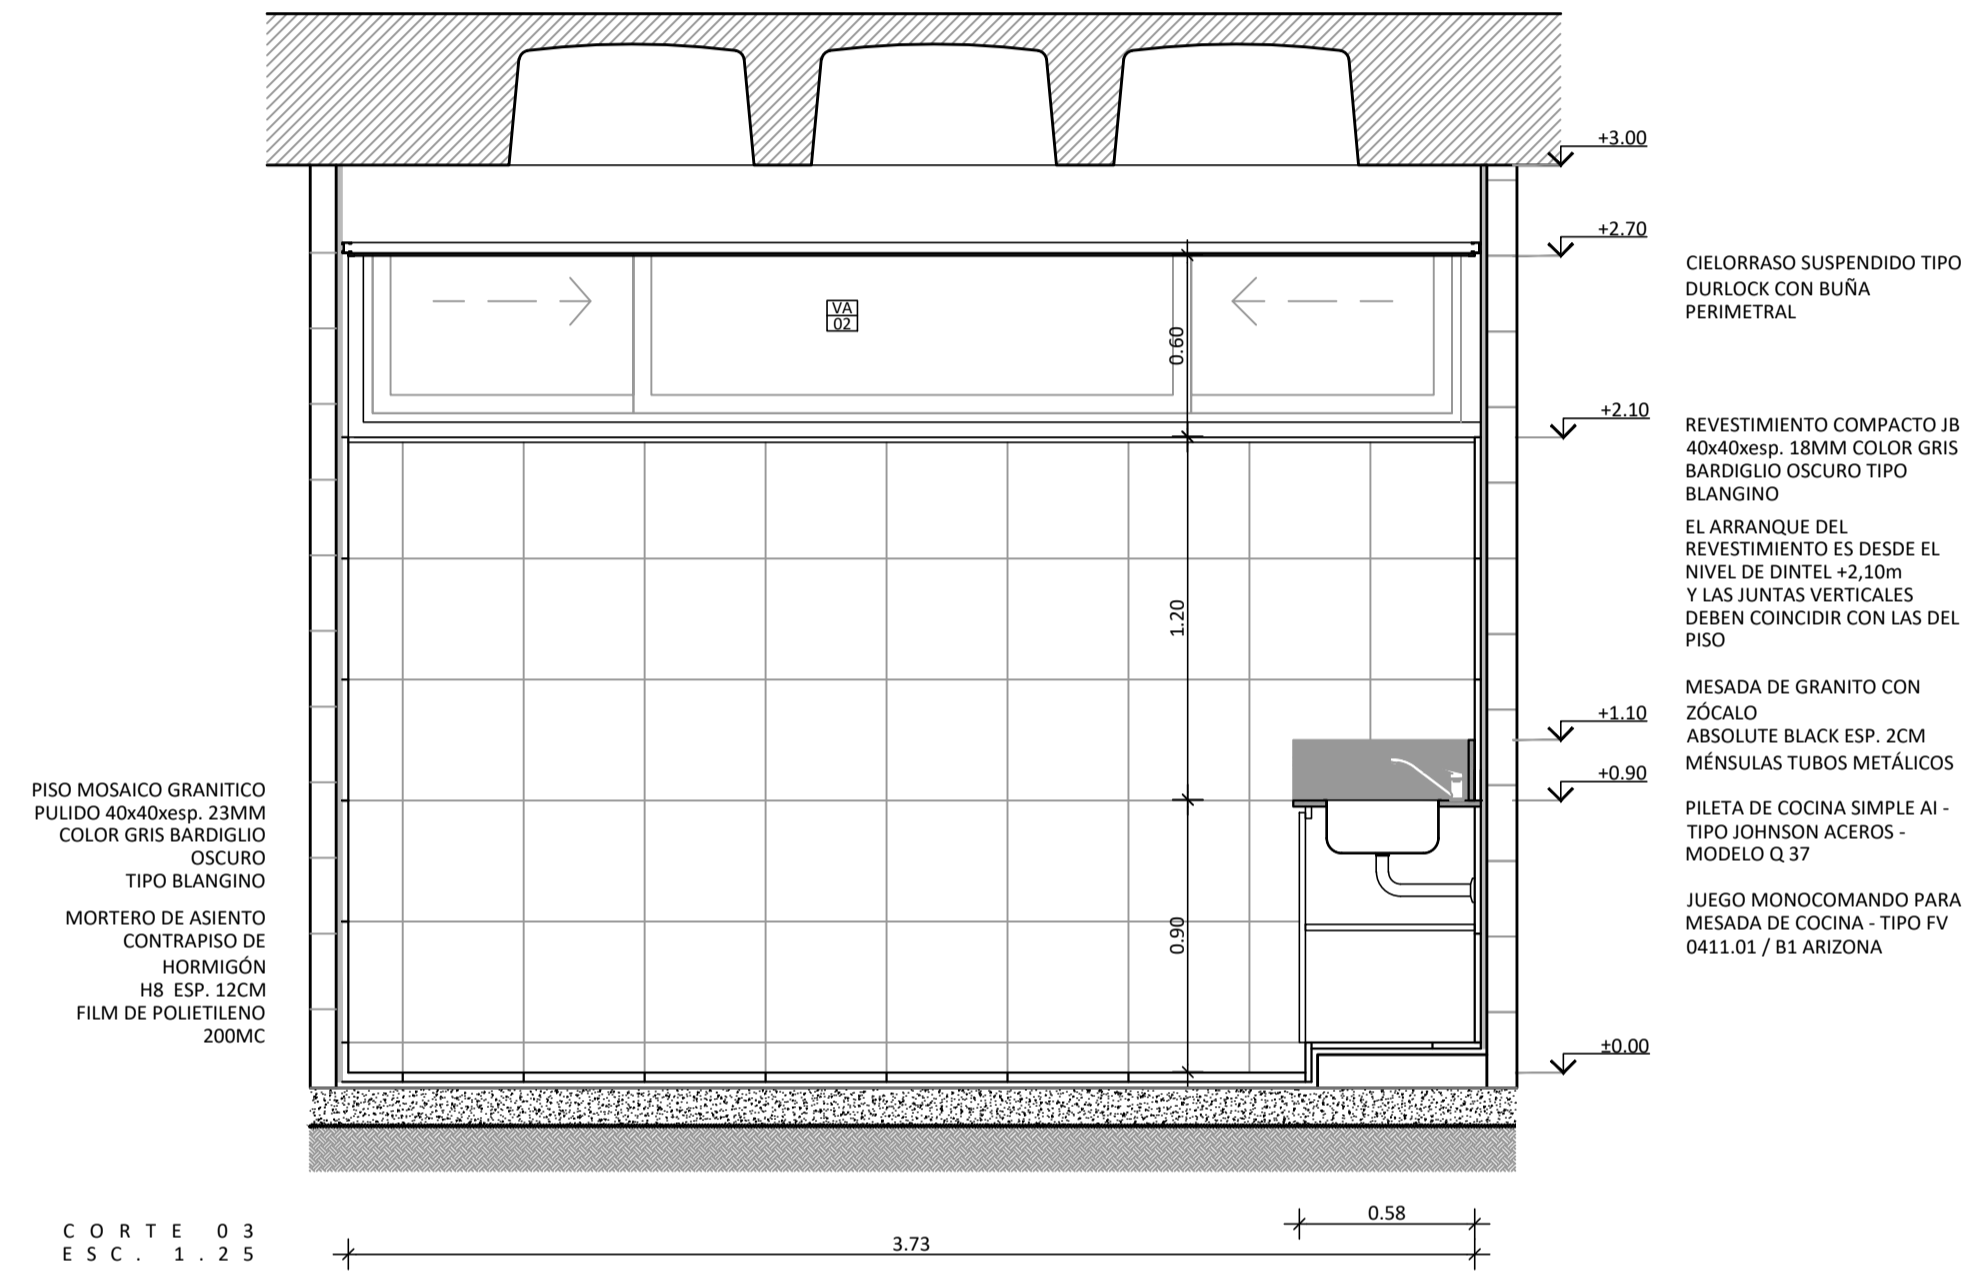 +3.00
+2.70
CIELORRASO SUSPENDIDO TIPO
DURLOCK CON BUÑA
PERIMETRAL
VA
02
0.60
+2.10
REVESTIMIENTO COMPACTO JB
40x40xesp. 18MM COLOR GRIS
BARDIGLIO OSCURO TIPO
BLANGINO
EL ARRANQUE DEL
REVESTIMIENTO ES DESDE EL
NIVEL DE DINTEL +2,10m
Y LAS JUNTAS VERTICALES
DEBEN COINCIDIR CON LAS DEL
PISO
1.20
MESADA DE GRANITO CON
ZÓCALO
ABSOLUTE BLACK ESP. 2CM
MÉNSULAS TUBOS METÁLICOS
+1.10
+0.90
PILETA DE COCINA SIMPLE AI -
TIPO JOHNSON ACEROS -
MODELO Q 37
JUEGO MONOCOMANDO PARA
MESADA DE COCINA - TIPO FV
0411.01 / B1 ARIZONA
PISO MOSAICO GRANITICO
PULIDO 40x40xesp. 23MM
COLOR GRIS BARDIGLIO
OSCURO
TIPO BLANGINO
MORTERO DE ASIENTO
CONTRAPISO DE
HORMIGÓN
H8 ESP. 12CM
FILM DE POLIETILENO
200MC
0.90
±0.00
CORTE 03
ESC. 1.25
0.58
3.73